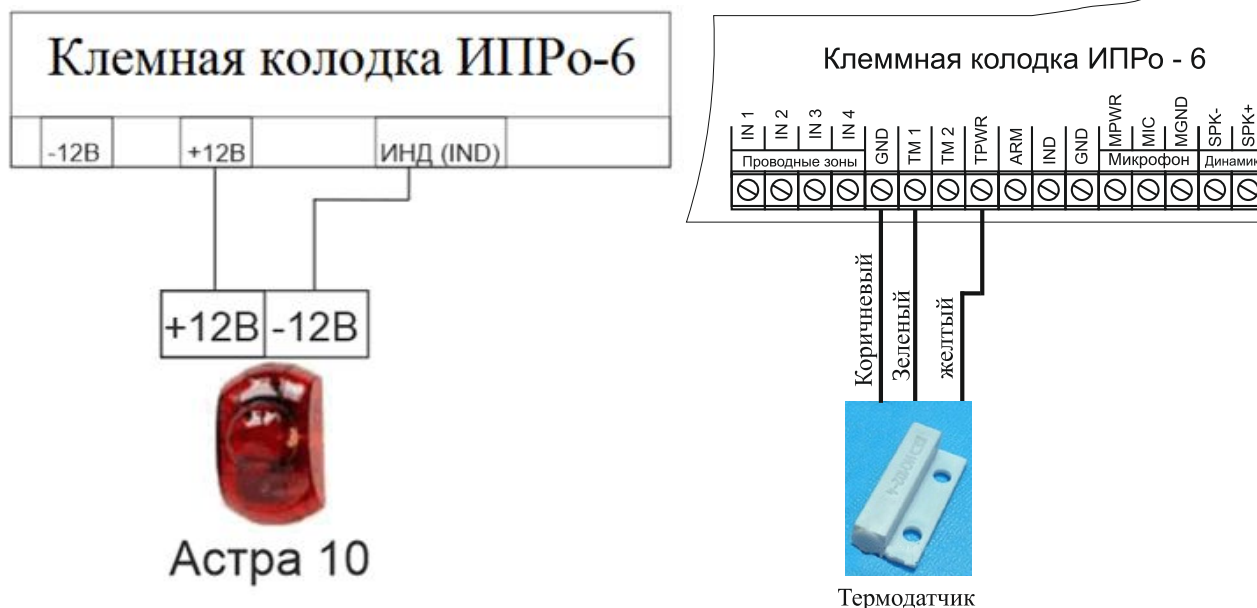 Клемная колодка ИПРо-6
-12В
+12В
ИНД (IND)
+12В
-12В
Астра 10
Клеммная колодка ИПРо - 6
IN 1
IN 2
IN 3
IN 4
GND
TM 1
TM 2
TPWR
ARM
IND
GND
MPWR
MIC
MGND
SPK-
SPK+
Проводные зоны
Микрофон
Динамик
Коричневый
Зеленый
желтый
Термодатчик